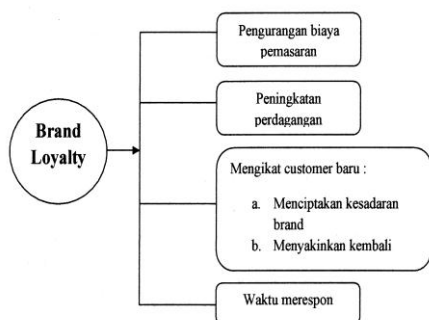 Brand
Loyalty
Pengurangan biaya
pemasaran
Peningkatan
perdagangan
Mengikat customer baru :
a. Menciptakan kesadaran
brand
b. Menyakinkan kembali
Waktu merespon